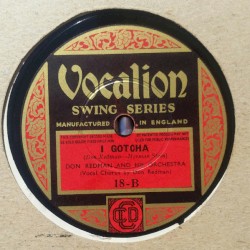 Vocalion
SWING SERIES
MANUFACTURED IN ENGLAND
I GOTCHA
DON REDMAN AND HIS ORCHESTRA
(Vocal Chorus by Don Redman)
18-B